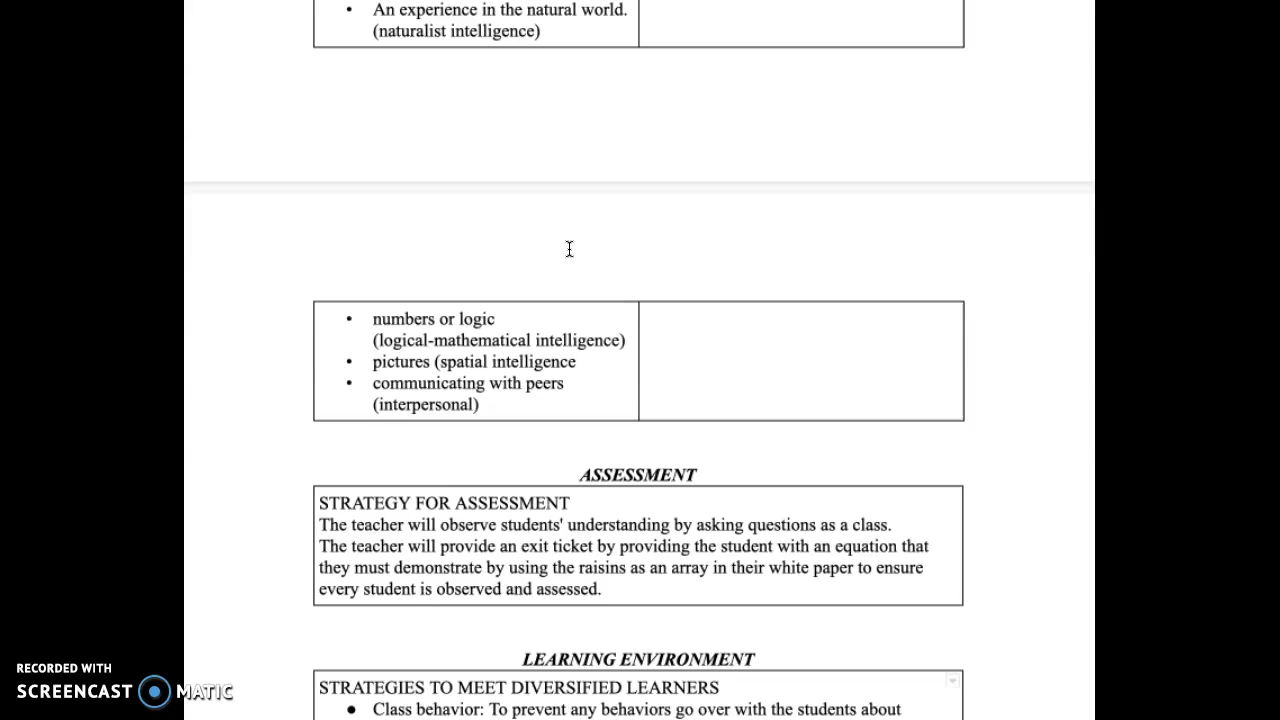 • An experience in the natural world.
(naturalist intelligence)
• numbers or logic
(logical-mathematical intelligence)
• pictures (spatial intelligence
• communicating with peers
(interpersonal)
ASSESSMENT
STRATEGY FOR ASSESSMENT
The teacher will observe students' understanding by asking questions as a class.
The teacher will provide an exit ticket by providing the student with an equation that
they must demonstrate by using the raisins as an array in their white paper to ensure
every student is observed and assessed.
LEARNING ENVIRONMENT
STRATEGIES TO MEET DIVERSIFIED LEARNERS
● Class behavior: To prevent any behaviors go over with the students about
RECORDED WITH
SCREENCAST MATIC